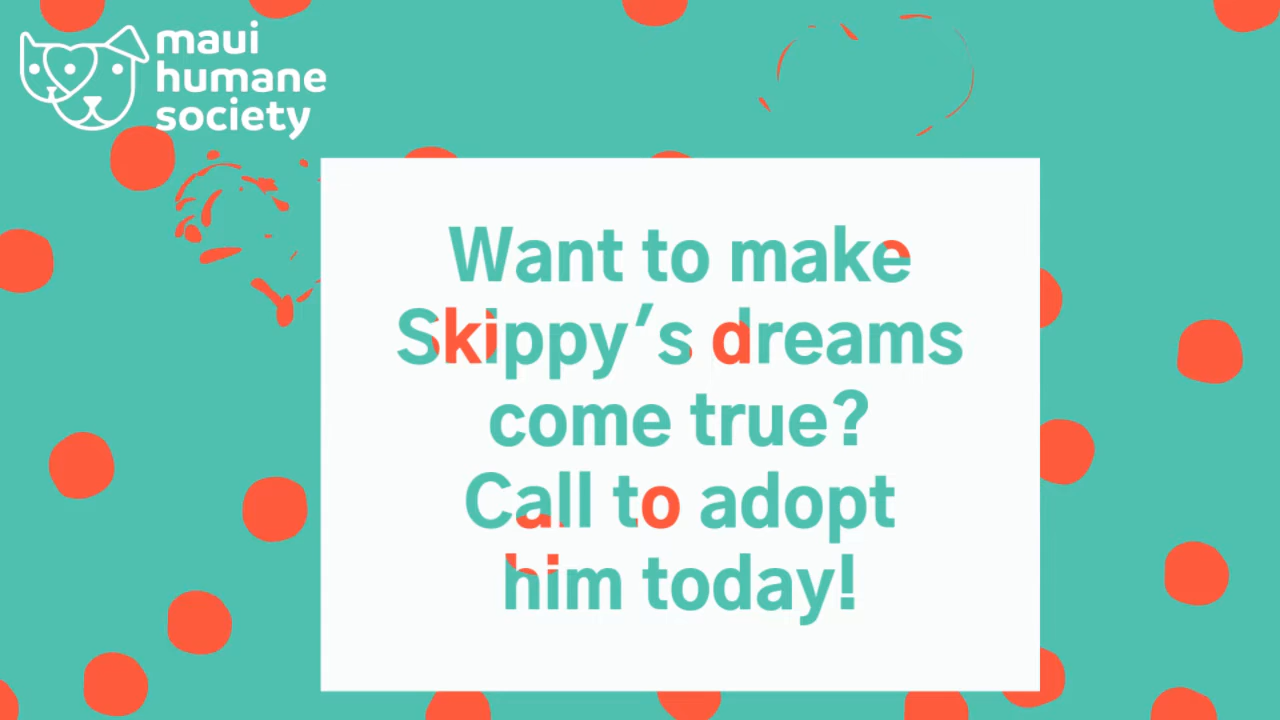 maui
humane
society
Want to make
Skippy's dreams
come true?
Call to adopt
him today!